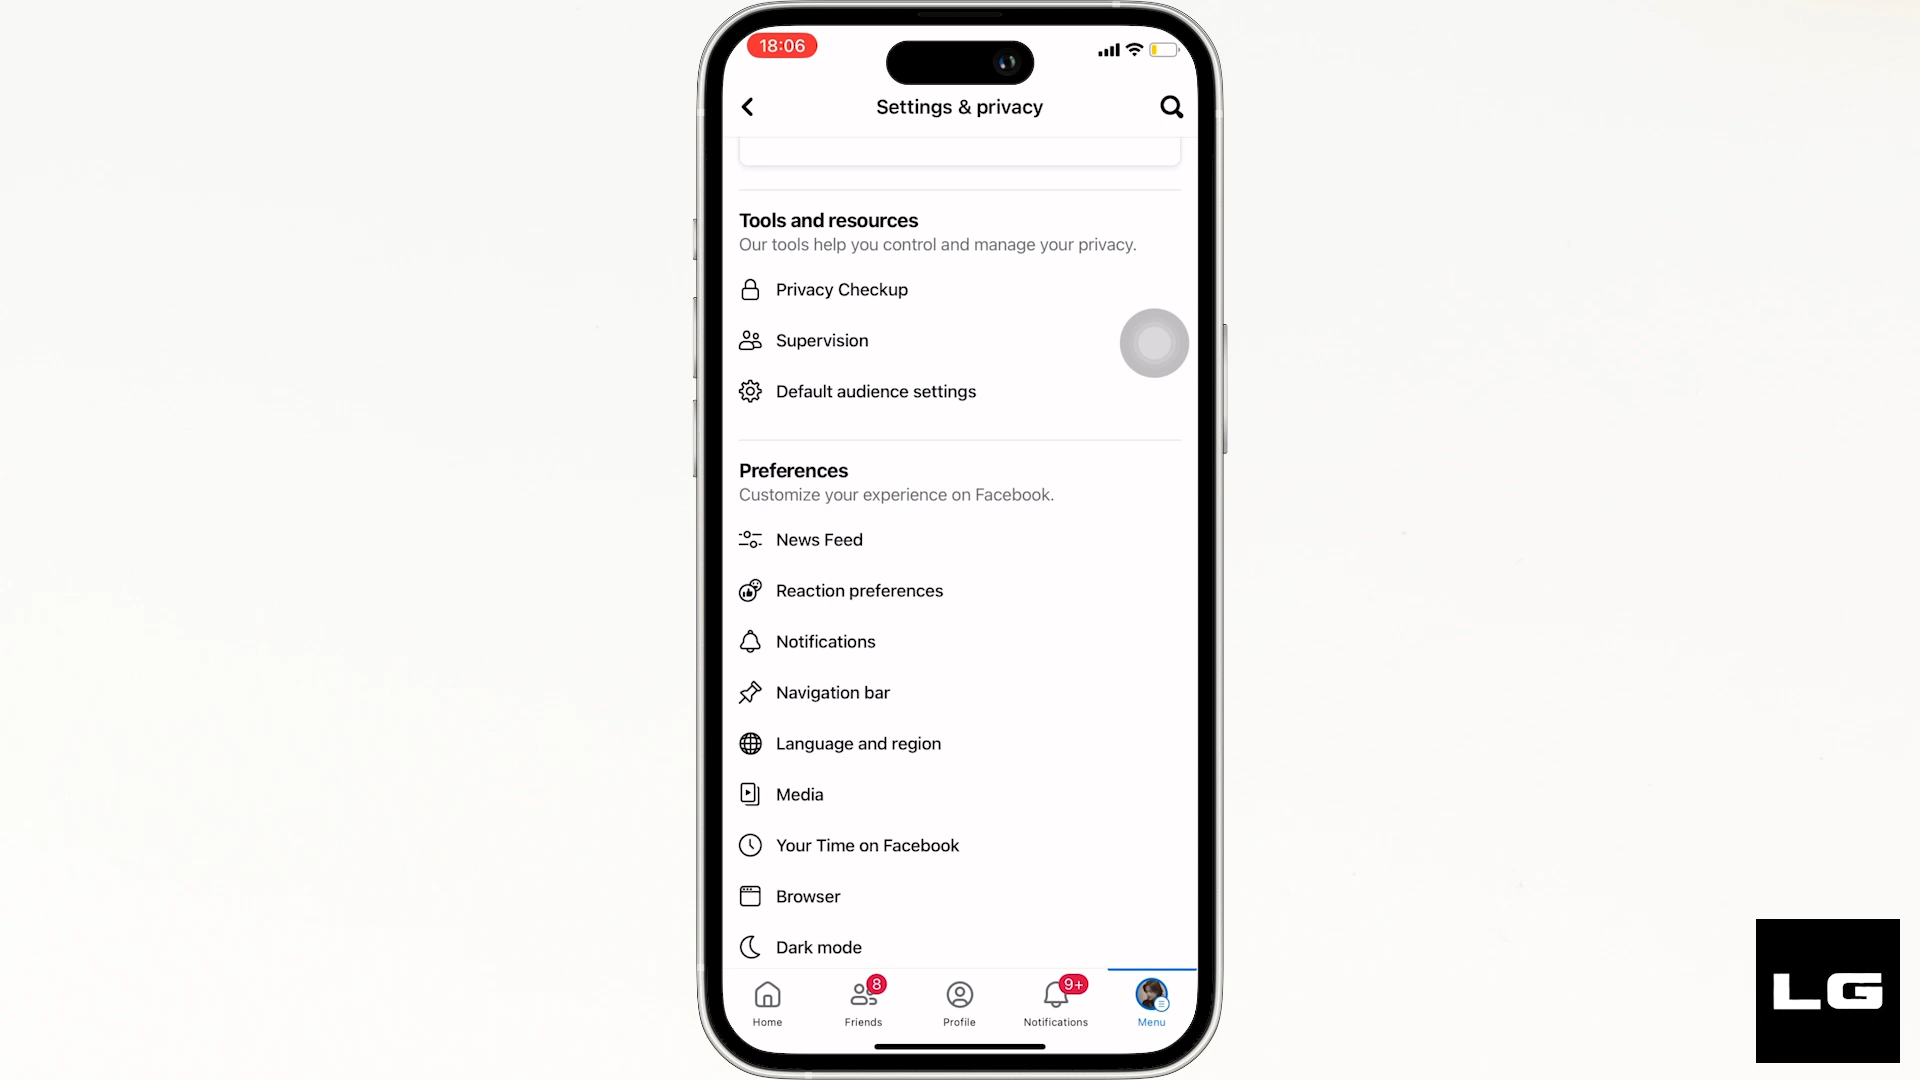 18:06
Settings & privacy
Tools and resources
Our tools help you control and manage your privacy.
Privacy Checkup
Supervision
Default audience settings
Preferences
Customize your experience on Facebook.
News Feed
Reaction preferences
Notifications
Navigation bar
Language and region
Media
Your Time on Facebook
Browser
Dark mode
8
9+
Home
Friends
Profile
Notifications
Menu
LG